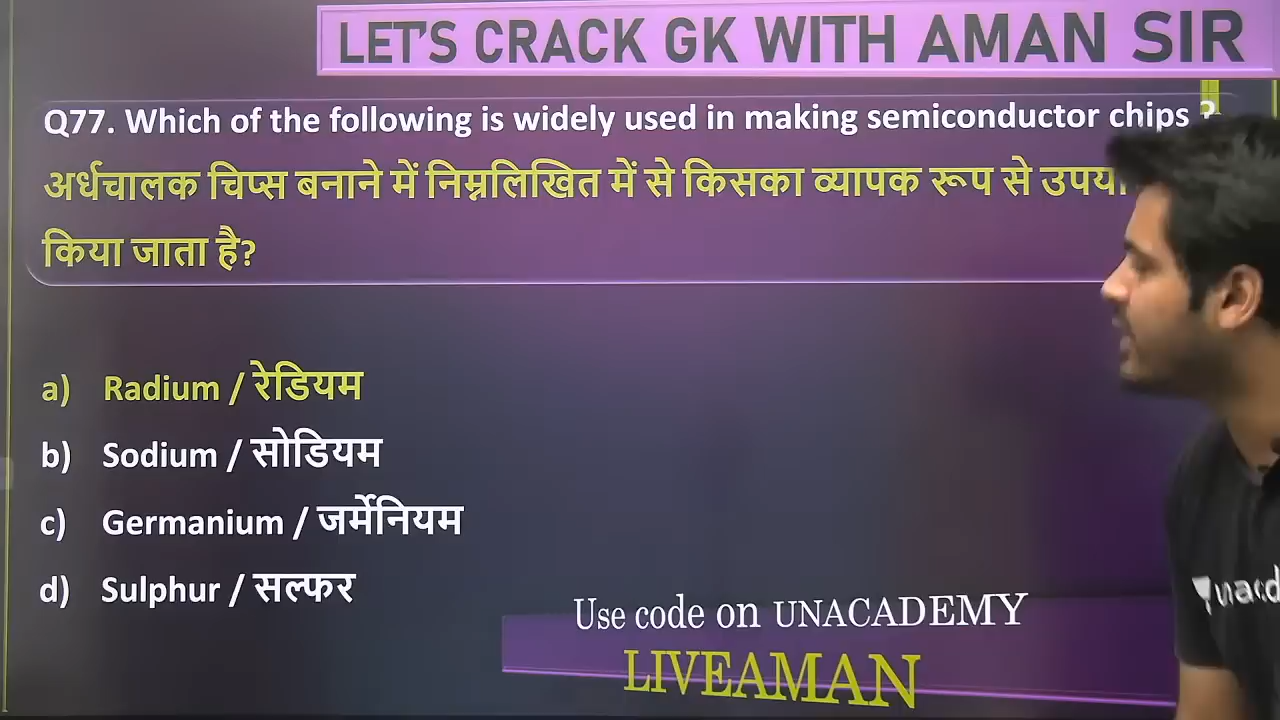 LET'S CRACK GK WITH AMAN SIR
Q77. Which of the following is widely used in making semiconductor chips ?
अर्धचालक चिप्स बनाने में निम्नलिखित में से किसका व्यापक रूप से
किया जाता है?
a) Radium / रेडियम
b) Sodium / सोडियम
c) Germanium / जर्मेनियम
d) Sulphur / सल्फर
Use code on UNACADEMY
LIVEAMAN